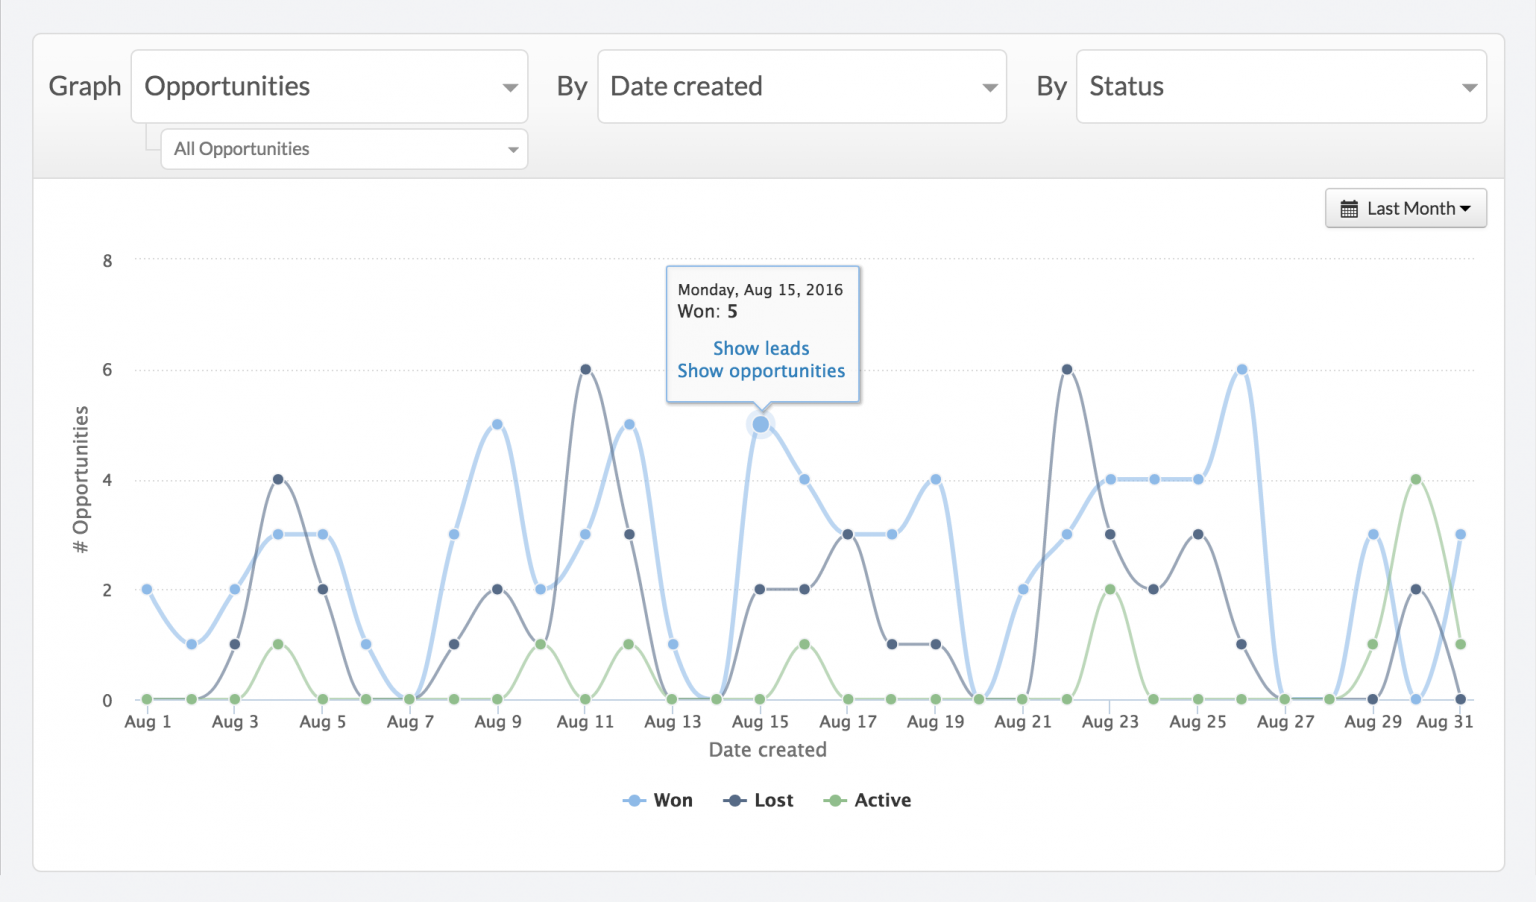 Graph Opportunities By Date created By Status
All Opportunities
Last Month
8
6
4
2
0
# Opportunities
Monday, Aug 15, 2016
Won: 5
Show leads
Show opportunities
Aug 1 Aug 3 Aug 5 Aug 7 Aug 9 Aug 11 Aug 13 Aug 15 Aug 17 Aug 19 Aug 21 Aug 23 Aug 25 Aug 27 Aug 29 Aug 31
Date created
Won Lost Active